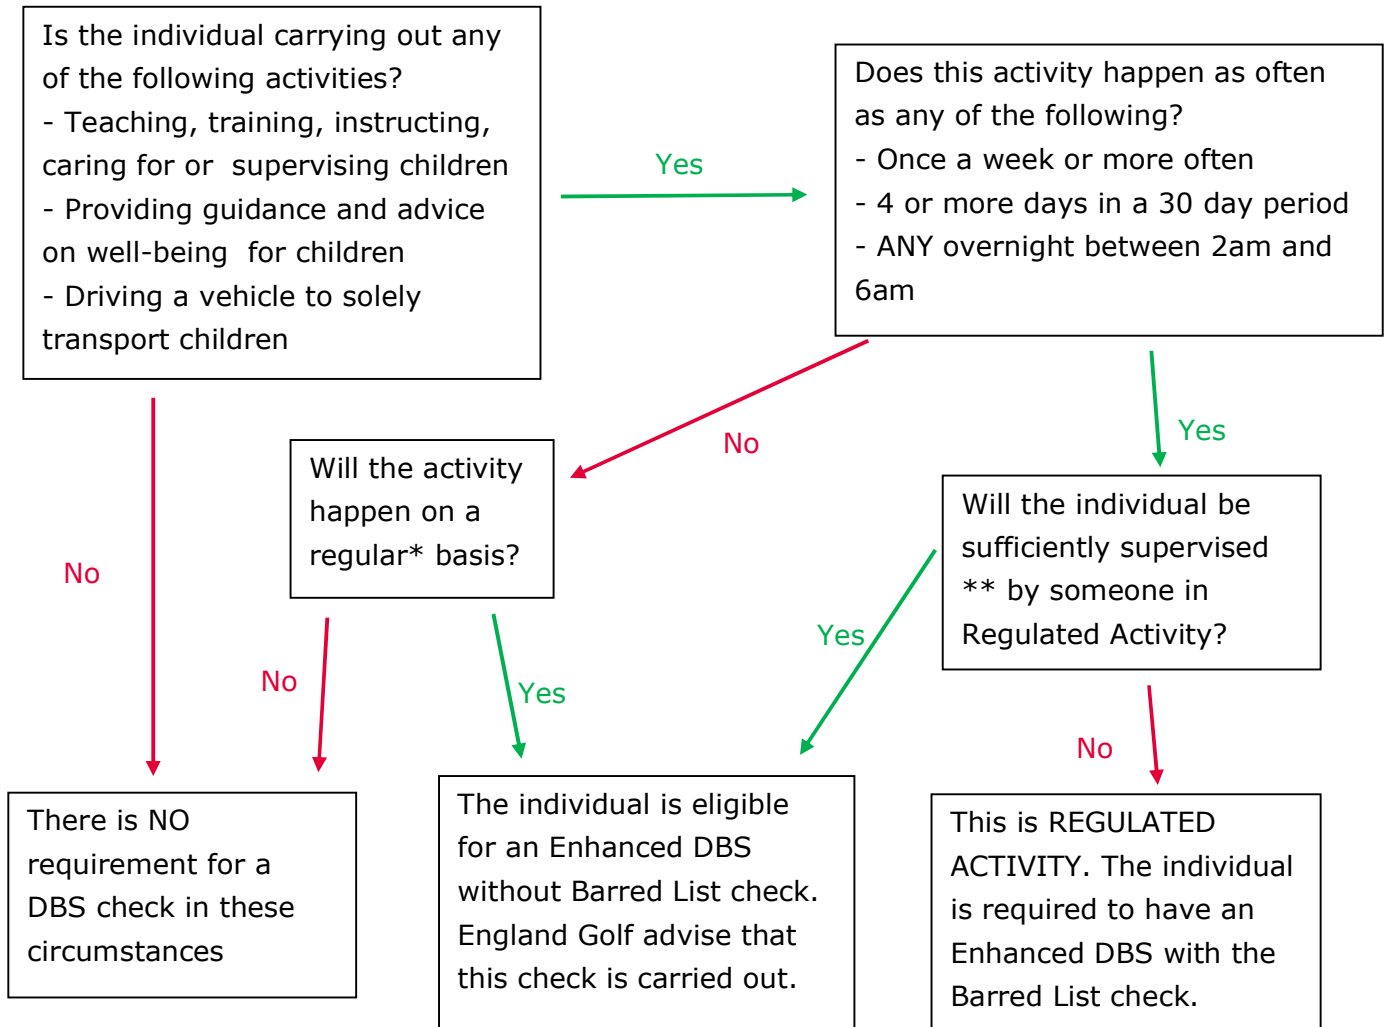 Is the individual carrying out any
of the following activities?
- Teaching, training, instructing,
caring for or  supervising children
- Providing guidance and advice
on well-being  for children
- Driving a vehicle to solely
transport children
Yes
Does this activity happen as often
as any of the following?
- Once a week or more often
- 4 or more days in a 30 day period
- ANY overnight between 2am and
6am
No
No
Yes
Will the activity
happen on a
regular* basis?
Will the individual be
sufficiently supervised
** by someone in
Regulated Activity?
No
Yes
Yes
No
There is NO
requirement for a
DBS check in these
circumstances
The individual is eligible
for an Enhanced DBS
without Barred List check.
England Golf advise that
this check is carried out.
This is REGULATED
ACTIVITY. The individual
is required to have an
Enhanced DBS with the
Barred List check.